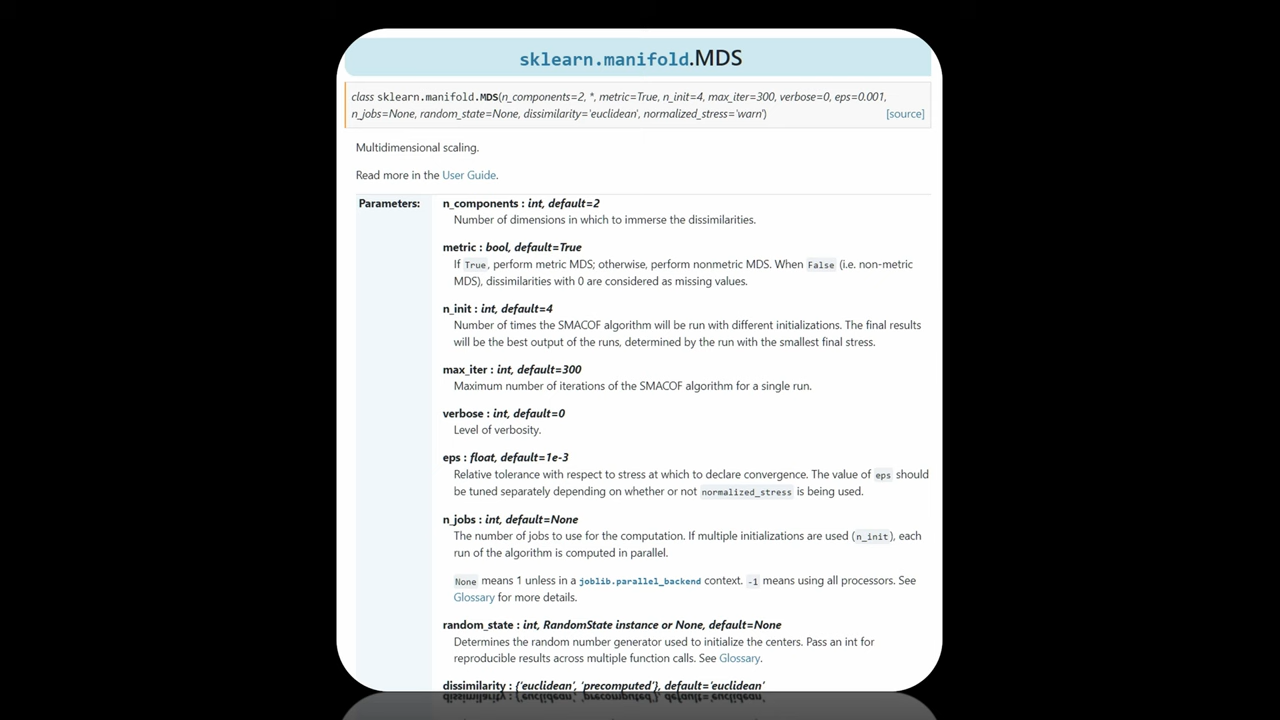 sklearn.manifold.MDS
class sklearn.manifold.MDS(n_components=2, *, metric=True, n_init=4, max_iter=300, verbose=0, eps=0.001,
n_jobs=None, random_state=None, dissimilarity='euclidean', normalized_stress='warn') [source]
Multidimensional scaling.
Read more in the User Guide.
Parameters:
n_components : int, default=2
Number of dimensions in which to immerse the dissimilarities.
metric : bool, default=True
If True, perform metric MDS; otherwise, perform nonmetric MDS. When False (i.e. non-metric
MDS), dissimilarities with 0 are considered as missing values.
n_init : int, default=4
Number of times the SMACOF algorithm will be run with different initializations. The final results
will be the best output of the runs, determined by the run with the smallest final stress.
max_iter : int, default=300
Maximum number of iterations of the SMACOF algorithm for a single run.
verbose : int, default=0
Level of verbosity.
eps : float, default=1e-3
Relative tolerance with respect to stress at which to declare convergence. The value of eps should
be tuned separately depending on whether or not normalized_stress is being used.
n_jobs : int, default=None
The number of jobs to use for the computation. If multiple initializations are used (n_init), each
run of the algorithm is computed in parallel.
None means 1 unless in a joblib.parallel_backend context. -1 means using all processors. See
Glossary for more details.
random_state : int, RandomState instance or None, default=None
Determines the random number generator used to initialize the centers. Pass an int for
reproducible results across multiple function calls. See Glossary.
dissimilarity : {'euclidean', 'precomputed'}, default='euclidean'